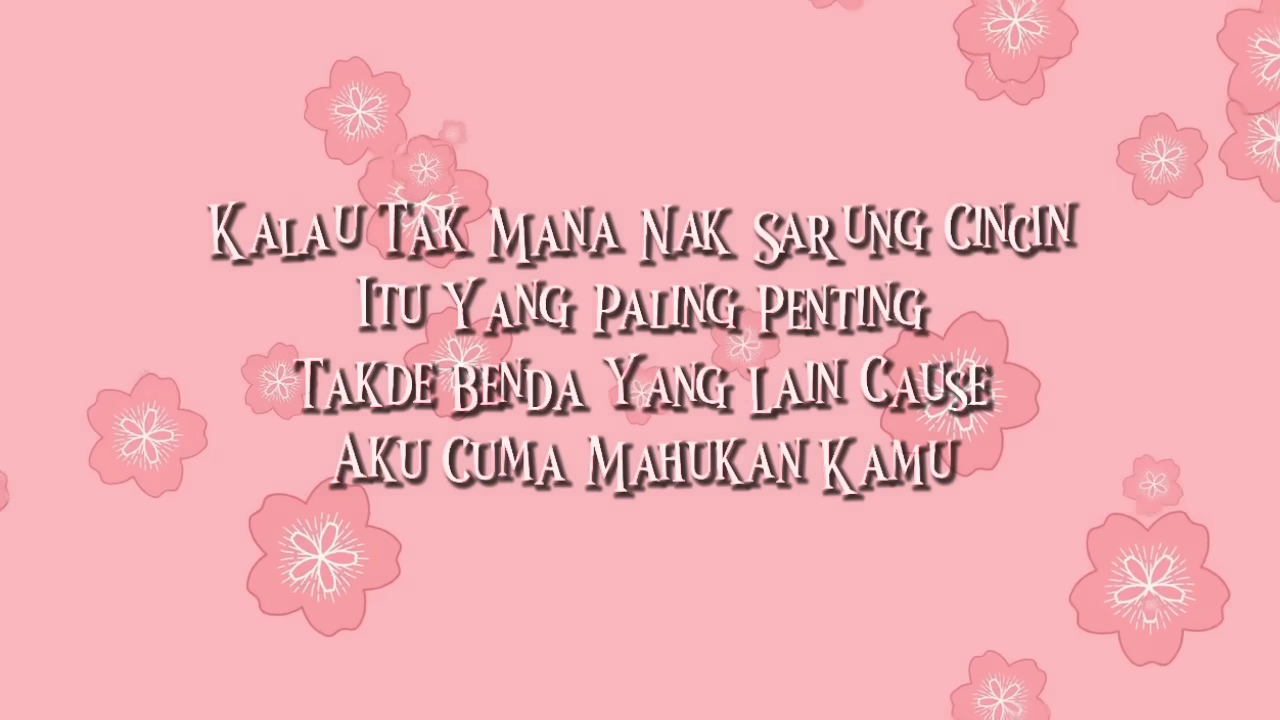 Kalau Tak Mana Nak Sarung Cincin
Itu Yang Paling Penting
Takde Benda Yang Lain Cause
Aku Cuma Mahukan Kamu